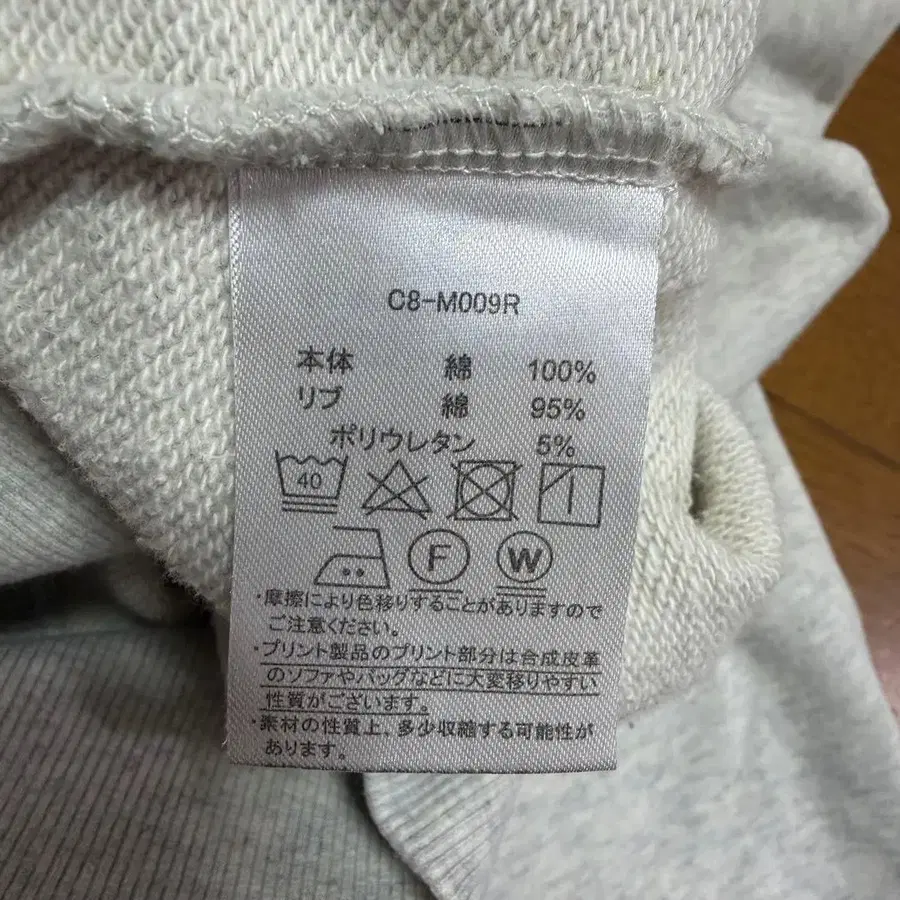 C8-M009R
本体 綿 100%
リブ 綿 95%
ポリウレタン 5%
40
F W
・摩擦により色移りすることがありますので
ご注意ください。
・プリント製品のプリント部分は合成皮革
のソファやバッグなどに大変移りやすい
性質がございます。
・素材の性質上、多少収縮する可能性が
あります。